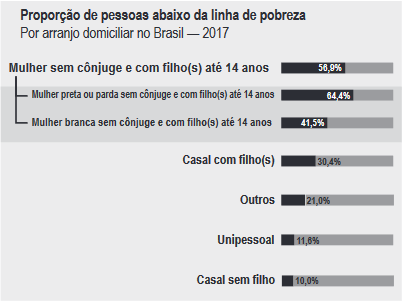 Proporção de pessoas abaixo da linha de pobreza
Por arranjo domiciliar no Brasil — 2017
Mulher sem cônjuge e com filho(s) até 14 anos 56,9%
Mulher preta ou parda sem cônjuge e com filho(s) até 14 anos 64,4%
Mulher branca sem cônjuge e com filho(s) até 14 anos 41,5%
Casal com filho(s) 30,4%
Outros 21,0%
Unipessoal 11,6%
Casal sem filho 10,0%